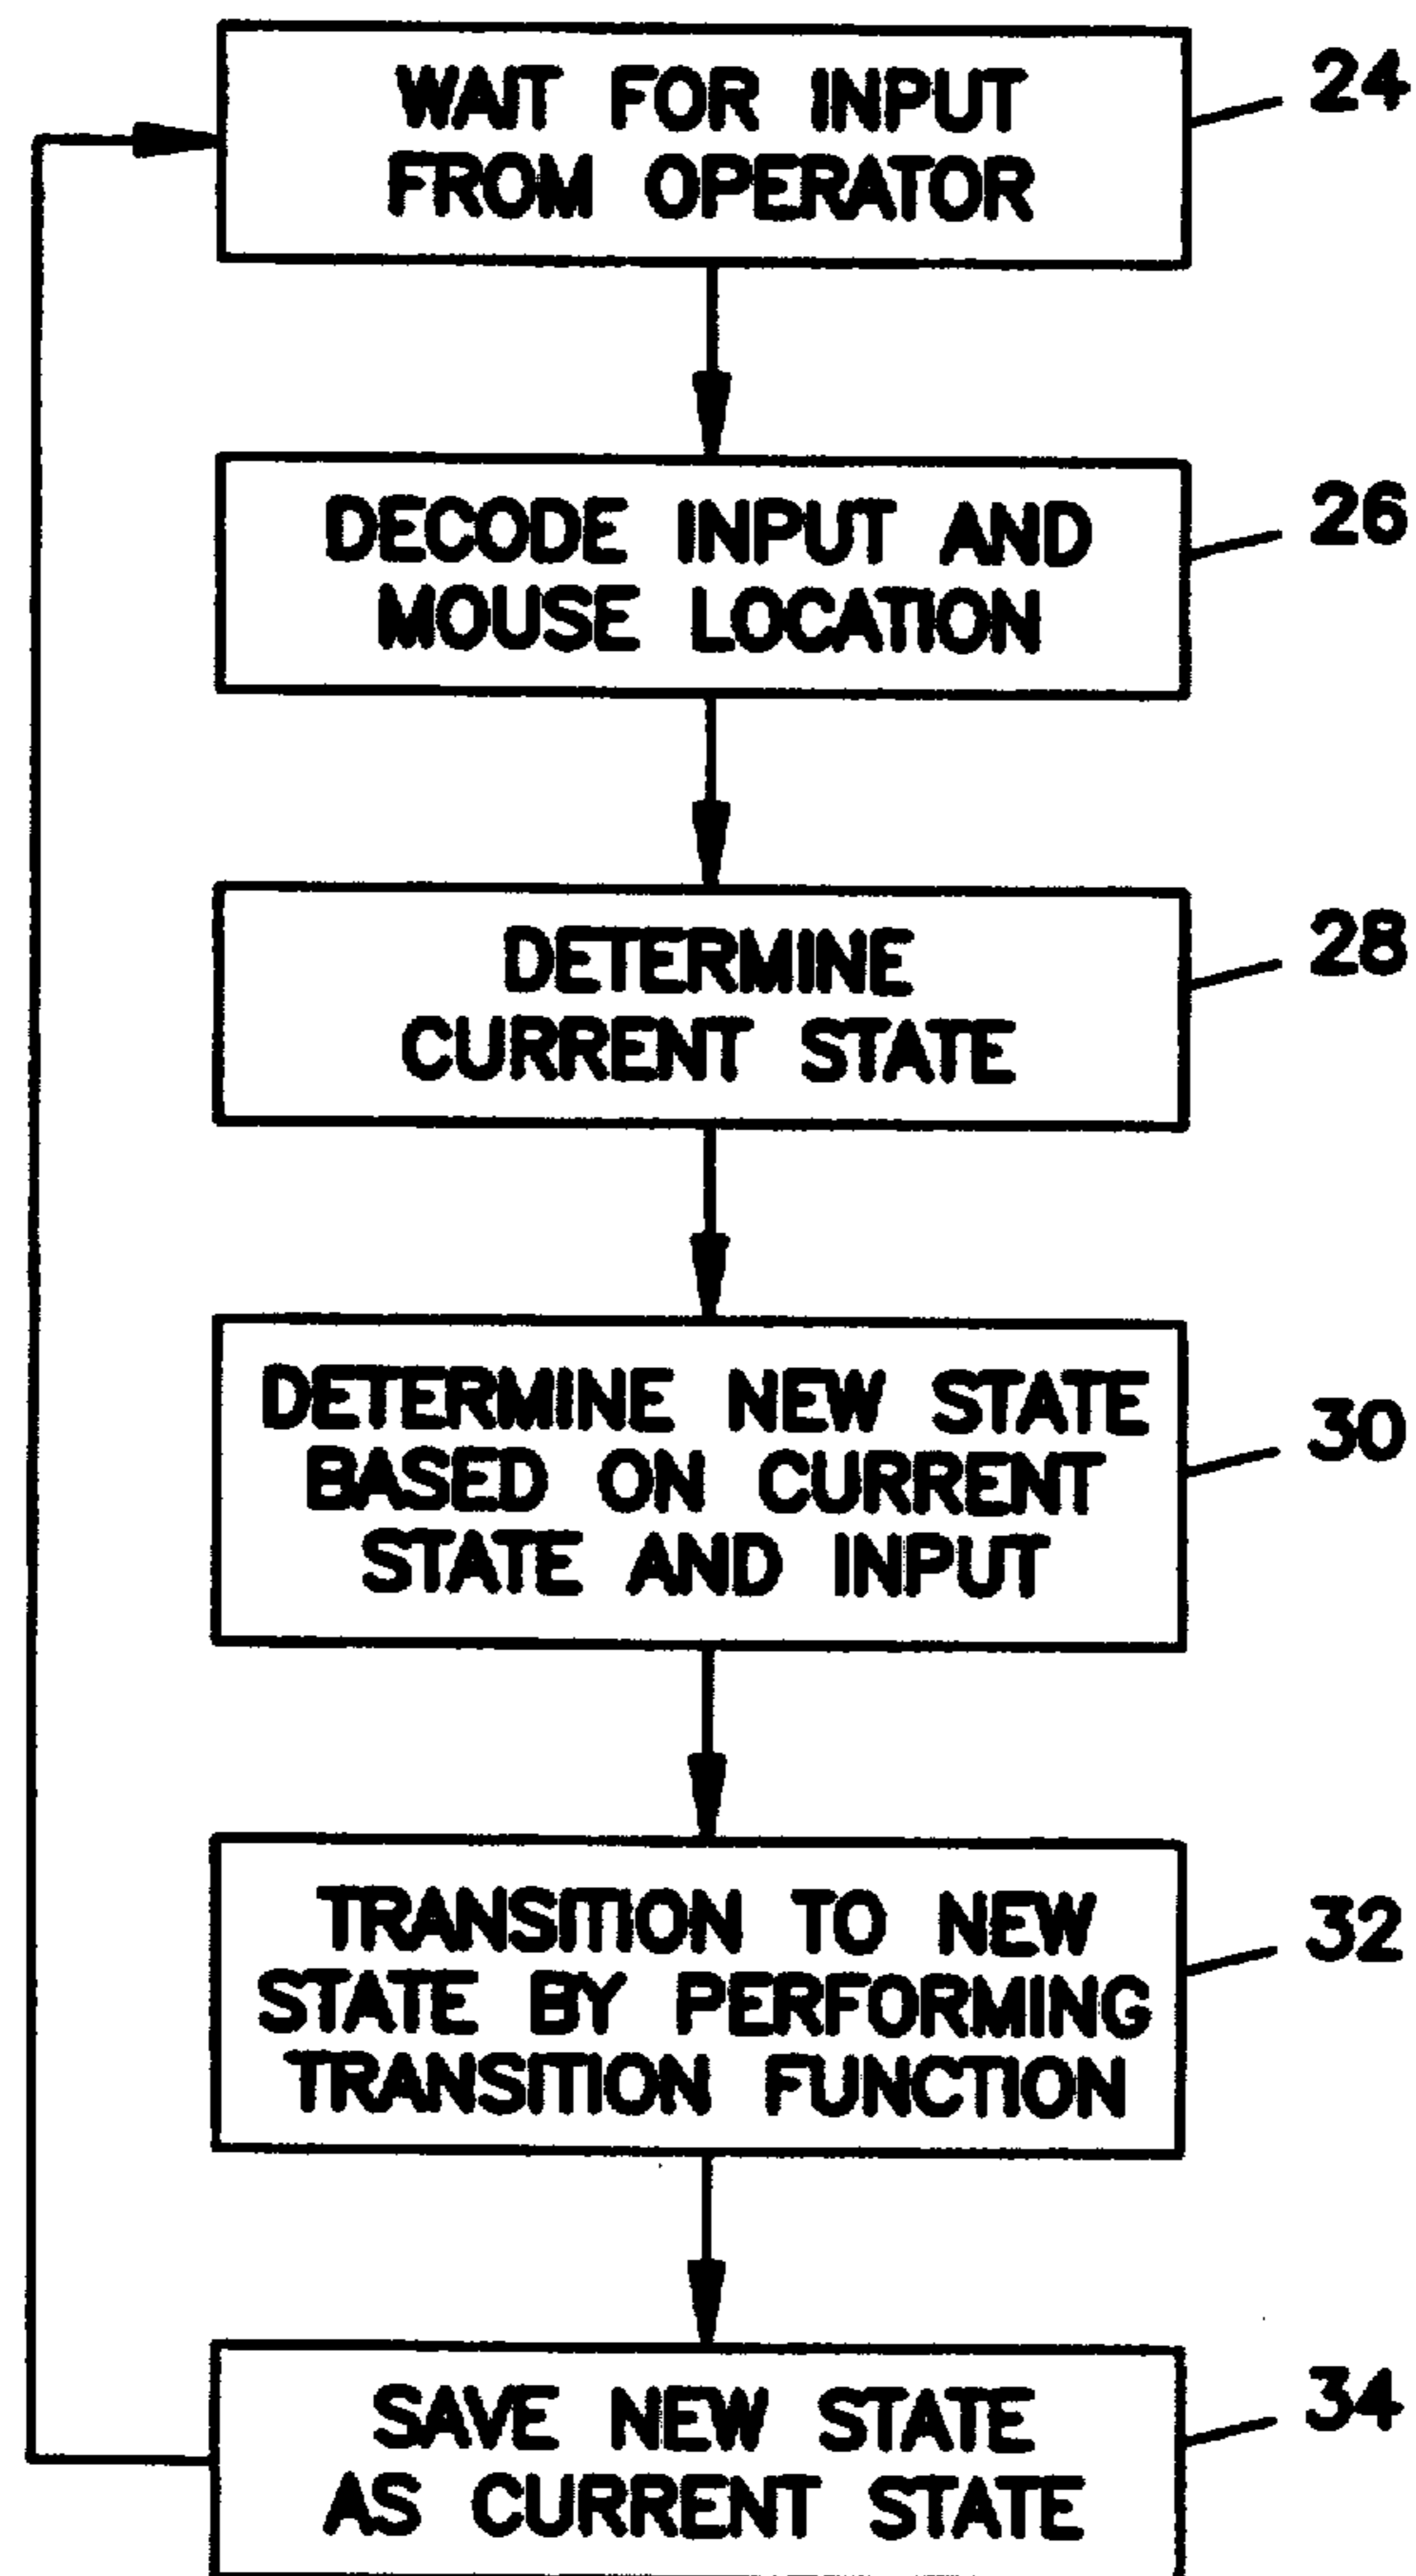 WAIT FOR INPUT
FROM OPERATOR
24
DECODE INPUT AND
MOUSE LOCATION
26
DETERMINE
CURRENT STATE
28
DETERMINE NEW STATE
BASED ON CURRENT
STATE AND INPUT
30
TRANSITION TO NEW
STATE BY PERFORMING
TRANSITION FUNCTION
32
SAVE NEW STATE
AS CURRENT STATE
34